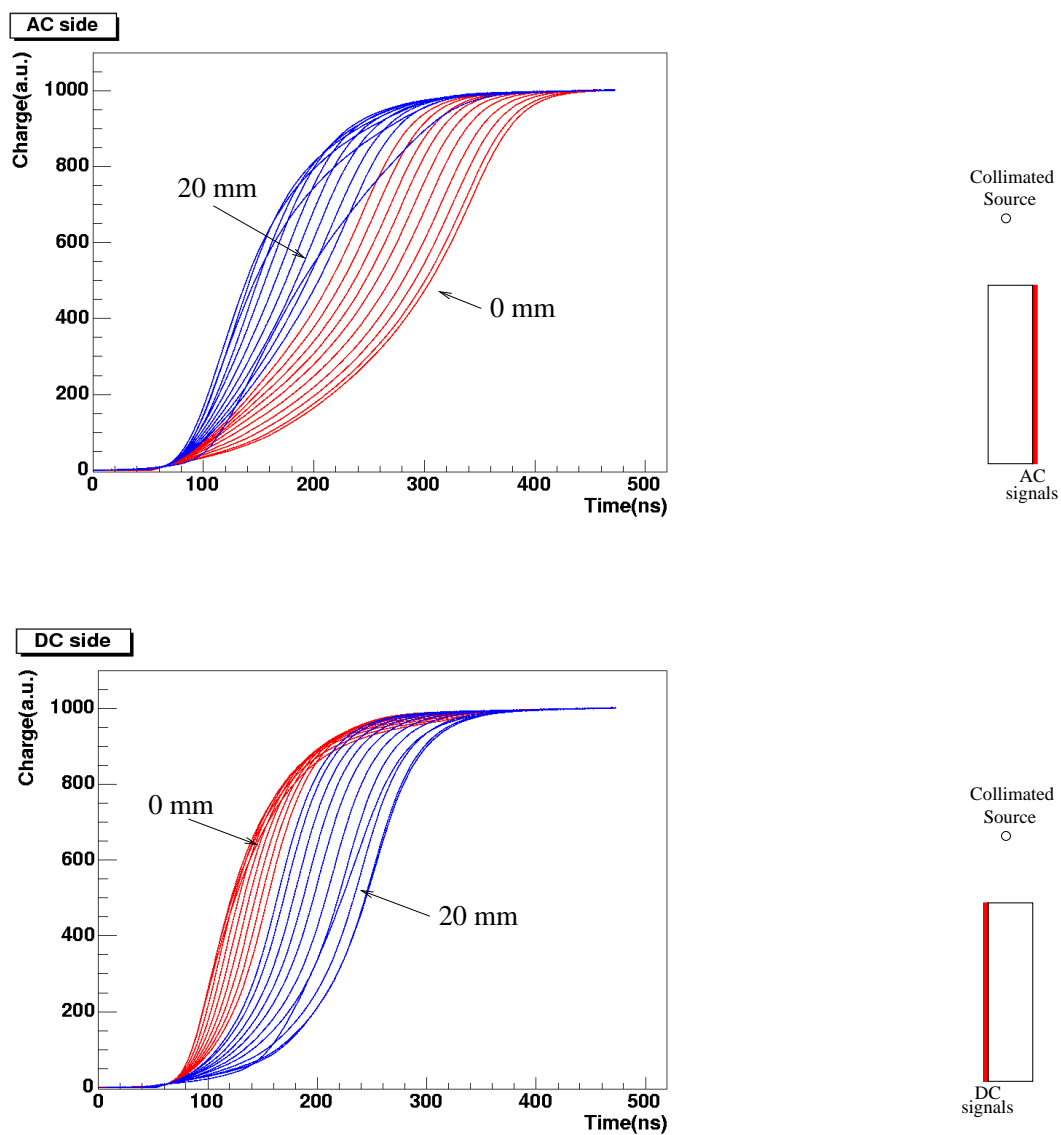 AC side
Charge(a.u.)
1000
800
600
400
200
0
20 mm
0 mm
0
100
200
300
400
500
Time(ns)
Collimated
Source
AC
signals
DC side
Charge(a.u.)
1000
800
600
400
200
0
0 mm
20 mm
0
100
200
300
400
500
Time(ns)
Collimated
Source
DC
signals